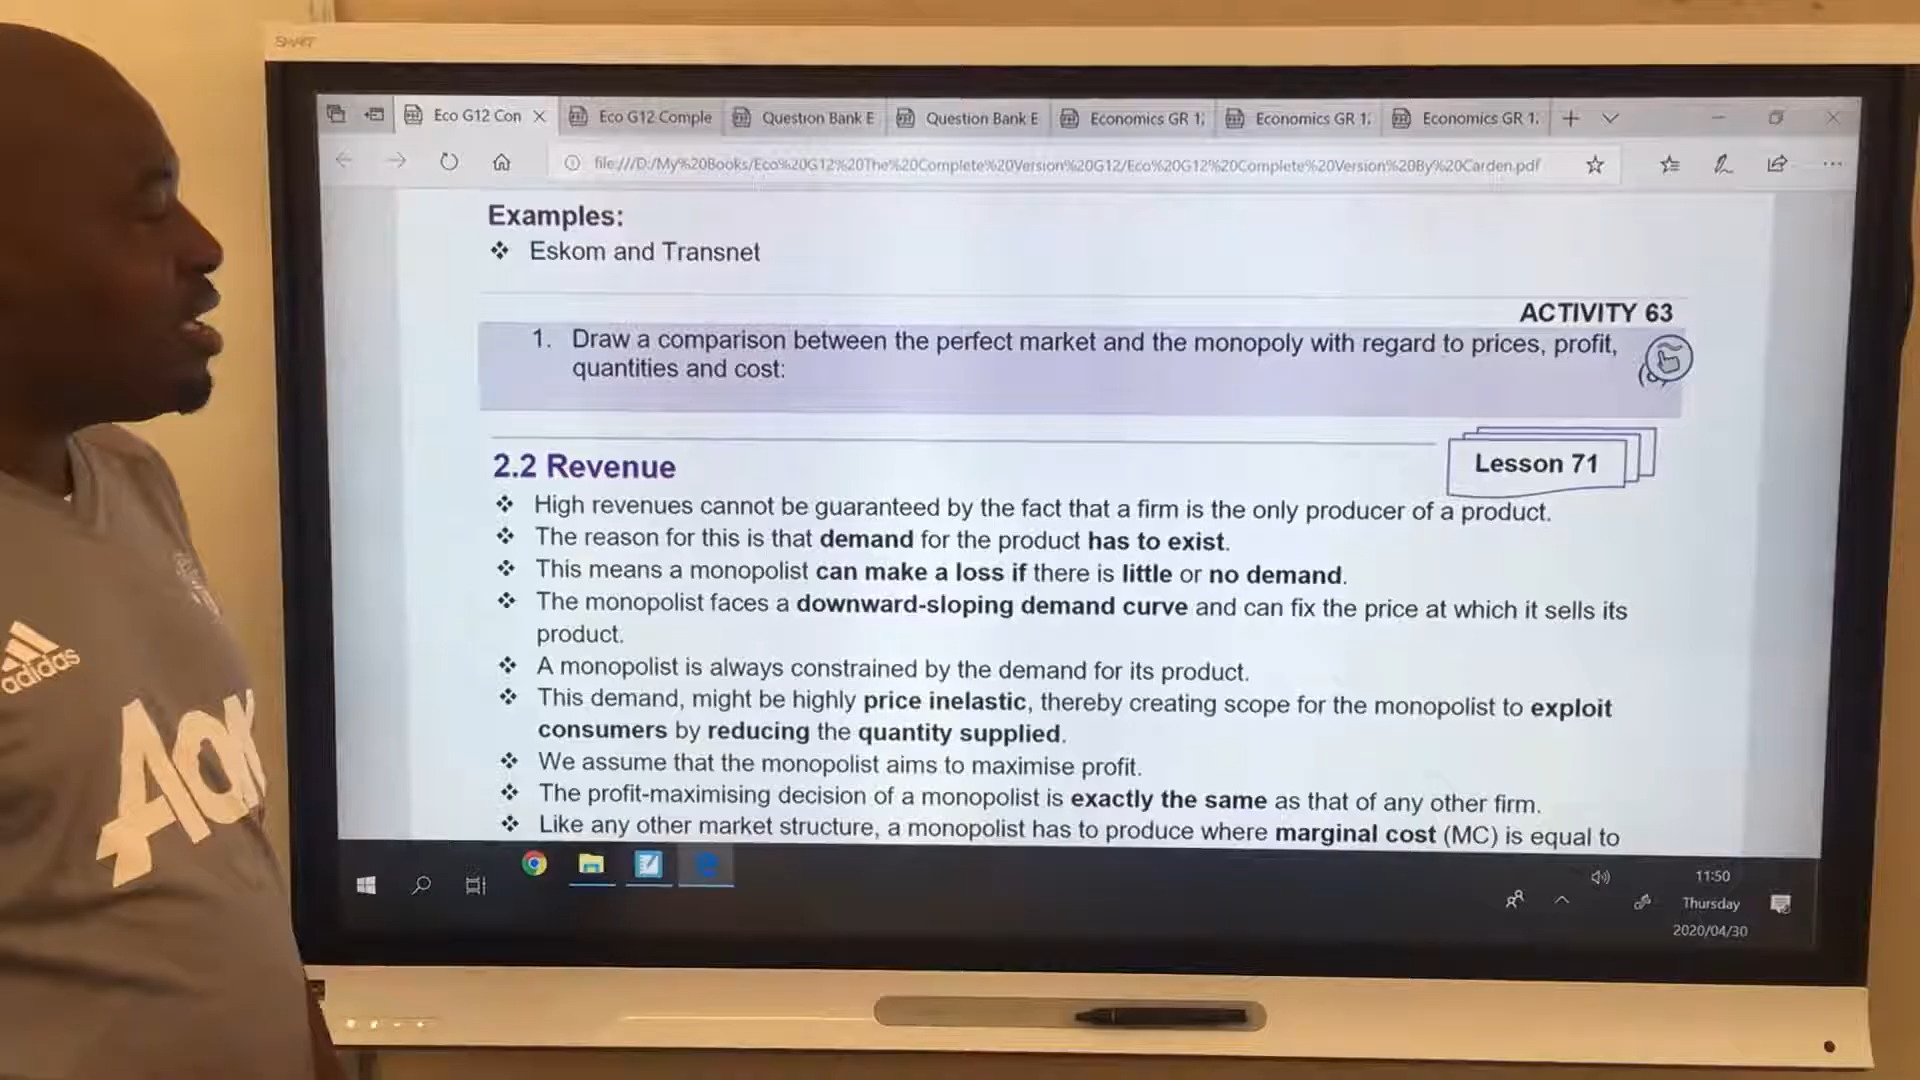 SMART
Eco G12 Con
Eco G12 Comple
Question Bank E
Question Bank E
Economics GR 1
Economics GR 1
Economics GR 1
file:///D:/My%20Books/Eco%20G12%20The%20Complete%20Version%20G12/Eco%20G12%20Complete%20Version%20By%20Carden.pdf
Examples:
❖ Eskom and Transnet
ACTIVITY 63
1. Draw a comparison between the perfect market and the monopoly with regard to prices, profit,
quantities and cost:
Lesson 71
2.2 Revenue
❖ High revenues cannot be guaranteed by the fact that a firm is the only producer of a product.
❖ The reason for this is that demand for the product has to exist.
❖ This means a monopolist can make a loss if there is little or no demand.
❖ The monopolist faces a downward-sloping demand curve and can fix the price at which it sells its
product.
❖ A monopolist is always constrained by the demand for its product.
❖ This demand, might be highly price inelastic, thereby creating scope for the monopolist to exploit
consumers by reducing the quantity supplied.
❖ We assume that the monopolist aims to maximise profit.
❖ The profit-maximising decision of a monopolist is exactly the same as that of any other firm.
❖ Like any other market structure, a monopolist has to produce where marginal cost (MC) is equal to
11:50
Thursday
2020/04/30
adidas